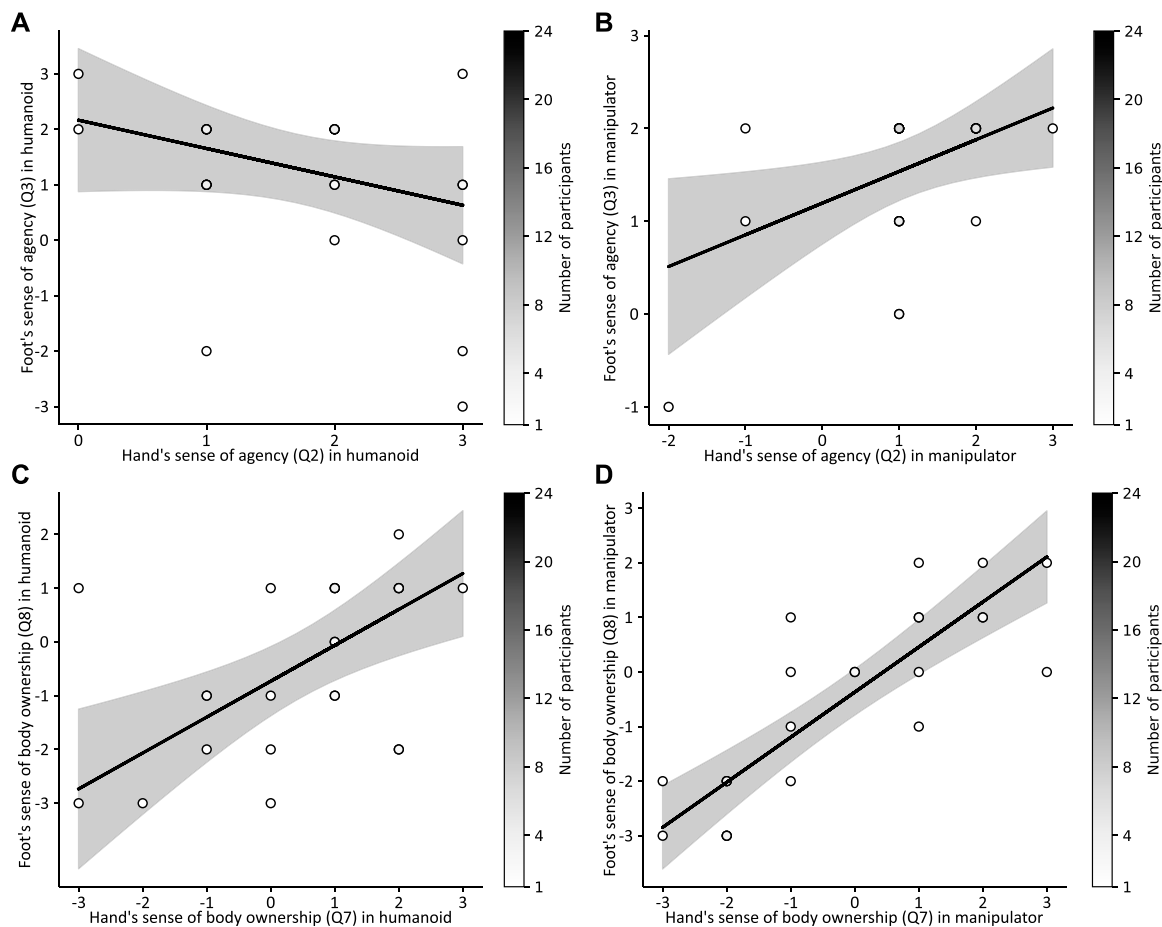 A
Foot's sense of agency (Q3) in humanoid
3
2
1
0
-1
-2
-3
0 1 2 3
Hand's sense of agency (Q2) in humanoid
24
20
16
12
8
4
1
Number of participants
B
Foot's sense of agency (Q3) in manipulator
3
2
1
0
-1
-2 -1 0 1 2 3
Hand's sense of agency (Q2) in manipulator
24
20
16
12
8
4
1
Number of participants
C
Foot's sense of body ownership (Q8) in humanoid
2
1
0
-1
-2
-3
-3 -2 -1 0 1 2 3
Hand's sense of body ownership (Q7) in humanoid
24
20
16
12
8
4
1
Number of participants
D
Foot's sense of body ownership (Q8) in manipulator
3
2
1
0
-1
-2
-3
-3 -2 -1 0 1 2 3
Hand's sense of body ownership (Q7) in manipulator
24
20
16
12
8
4
1
Number of participants